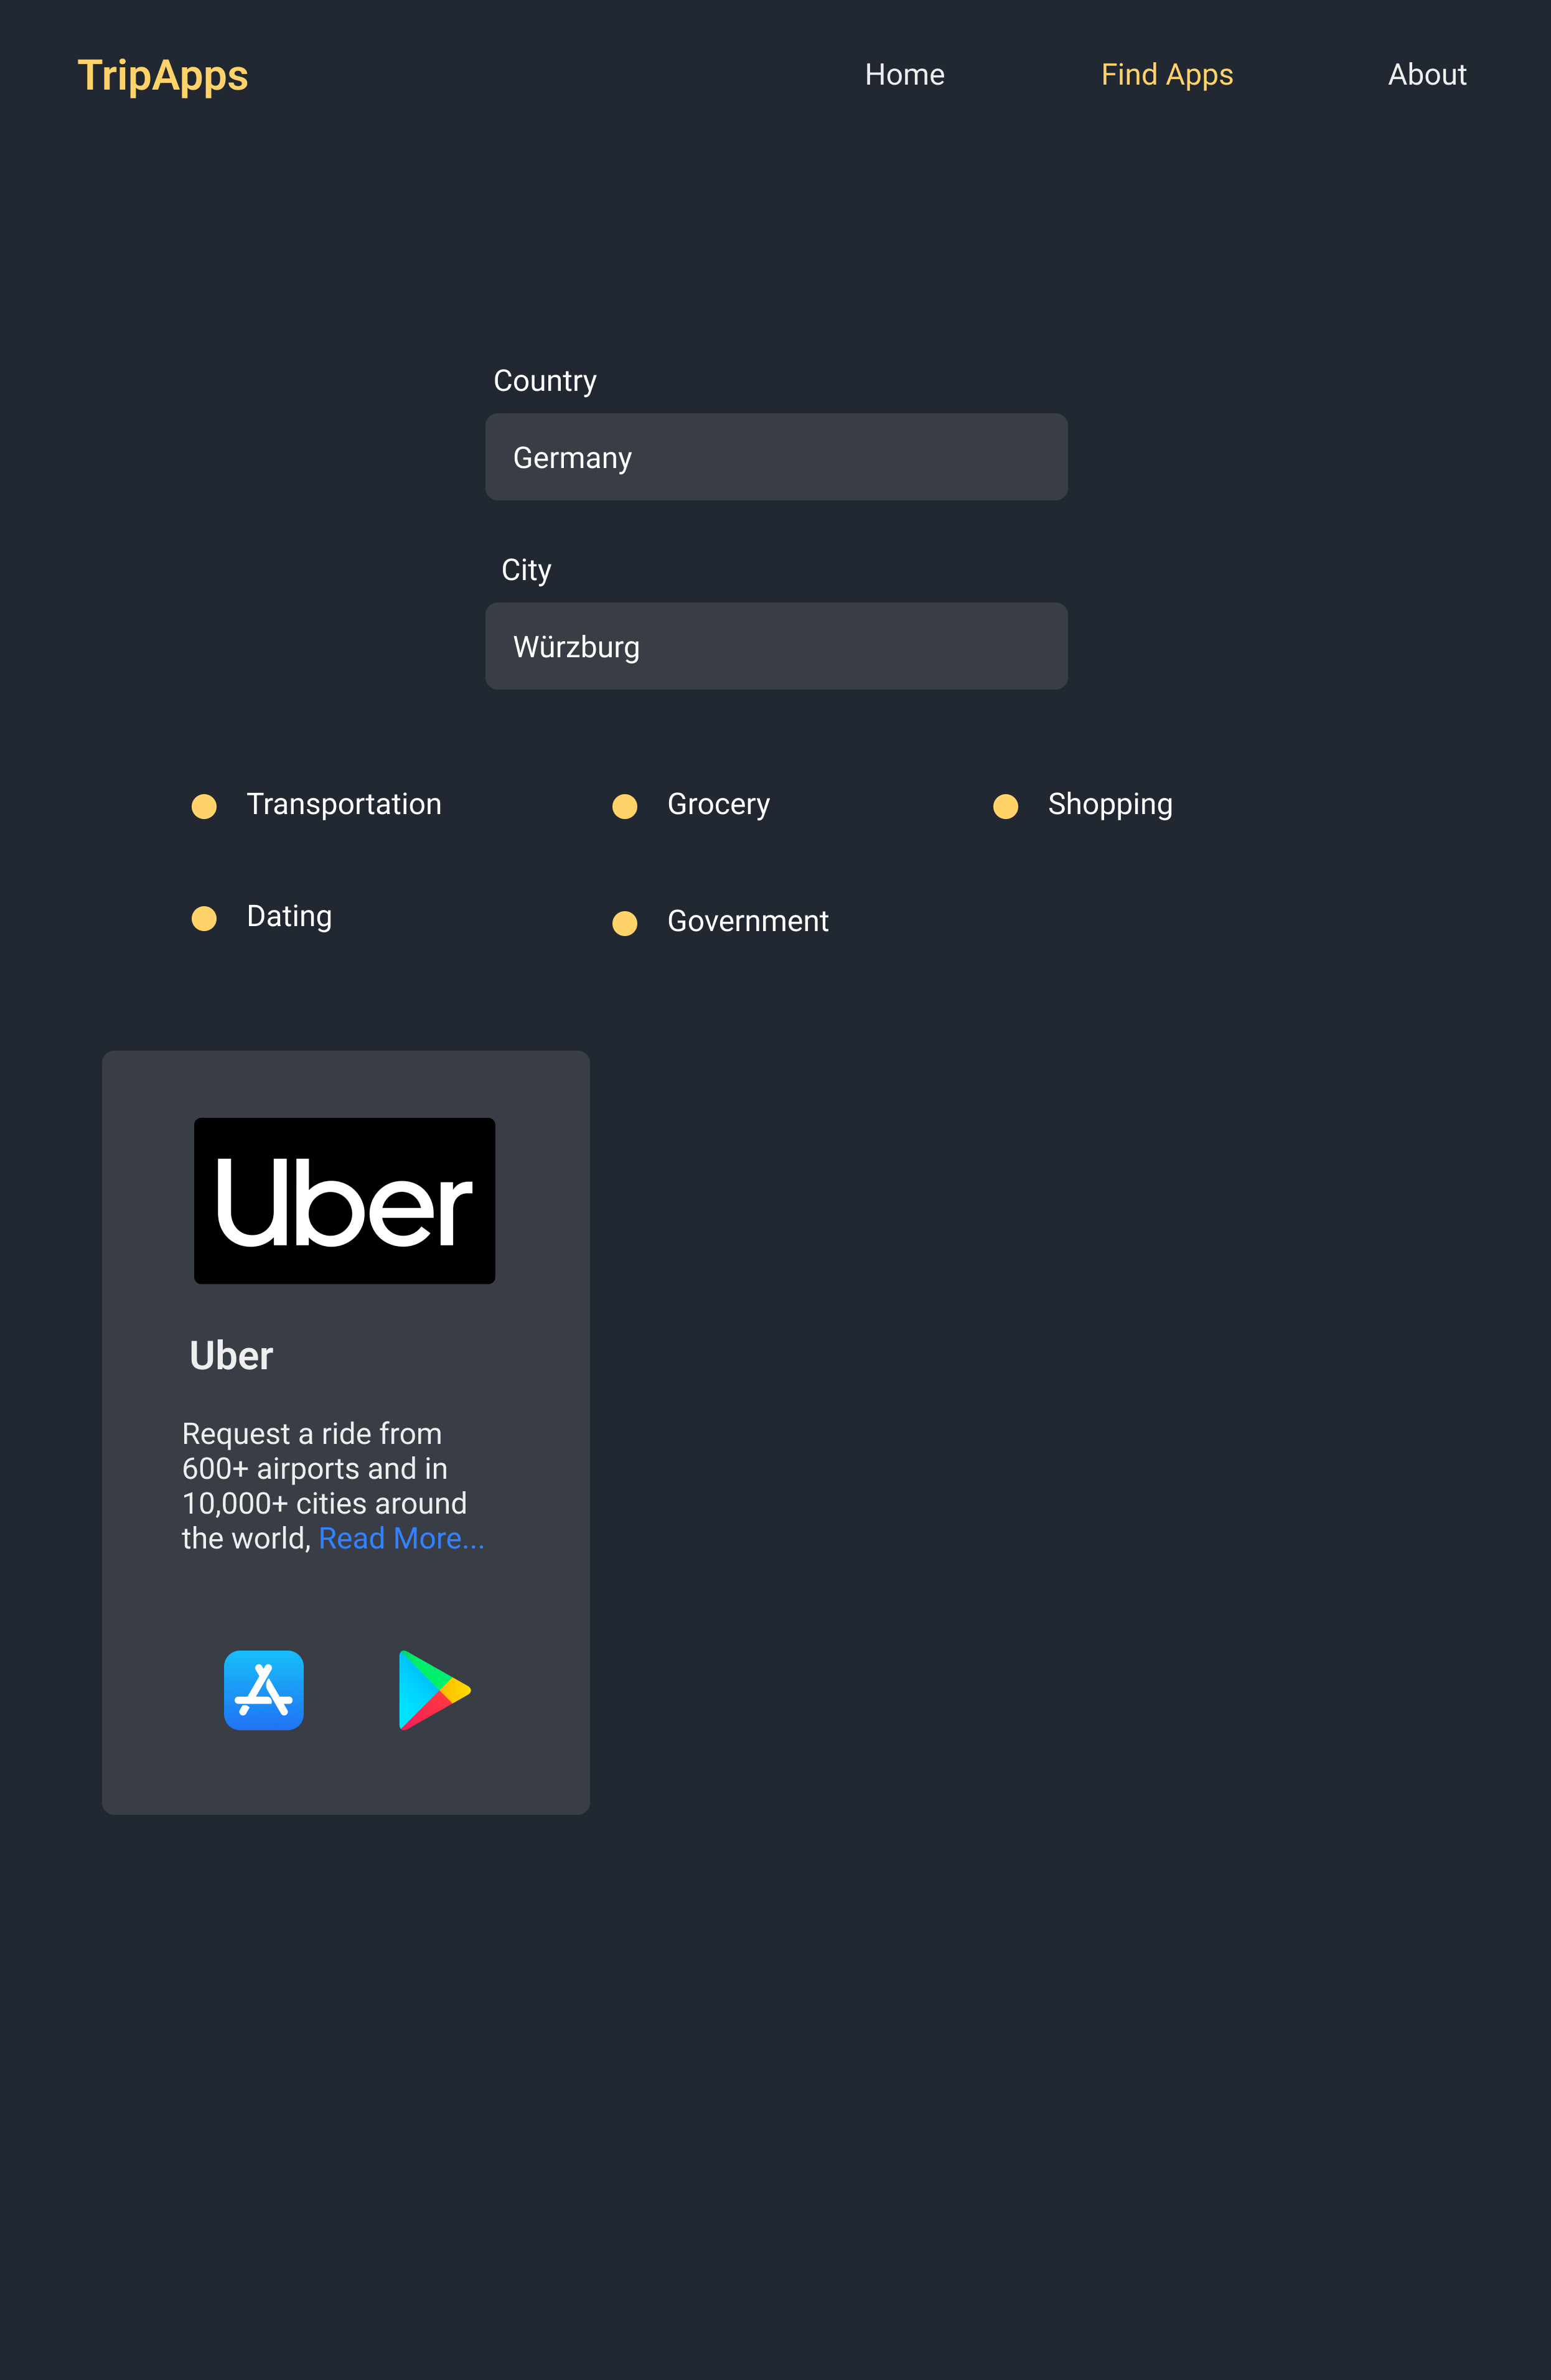 TripApps
Home
Find Apps
About
Country
Germany
City
Würzburg
Transportation
Grocery
Shopping
Dating
Government
Uber
Uber
Request a ride from
600+ airports and in
10,000+ cities around
the world, Read More...